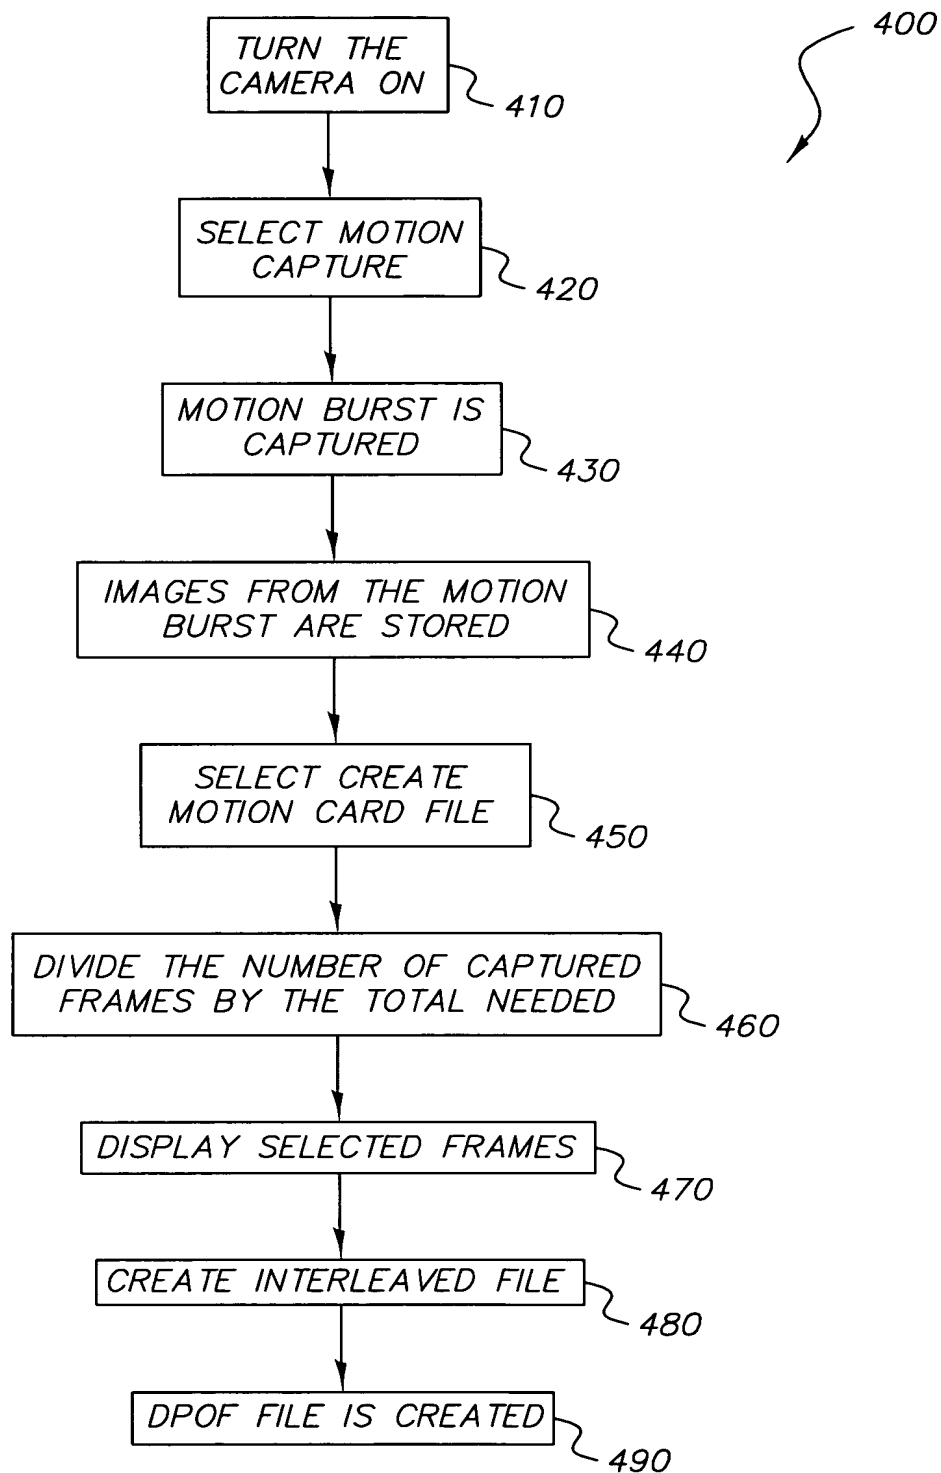 400
TURN THE
CAMERA ON
410
SELECT MOTION
CAPTURE
420
MOTION BURST IS
CAPTURED
430
IMAGES FROM THE MOTION
BURST ARE STORED
440
SELECT CREATE
MOTION CARD FILE
450
DIVIDE THE NUMBER OF CAPTURED
FRAMES BY THE TOTAL NEEDED
460
DISPLAY SELECTED FRAMES
470
CREATE INTERLEAVED FILE
480
DPOF FILE IS CREATED
490